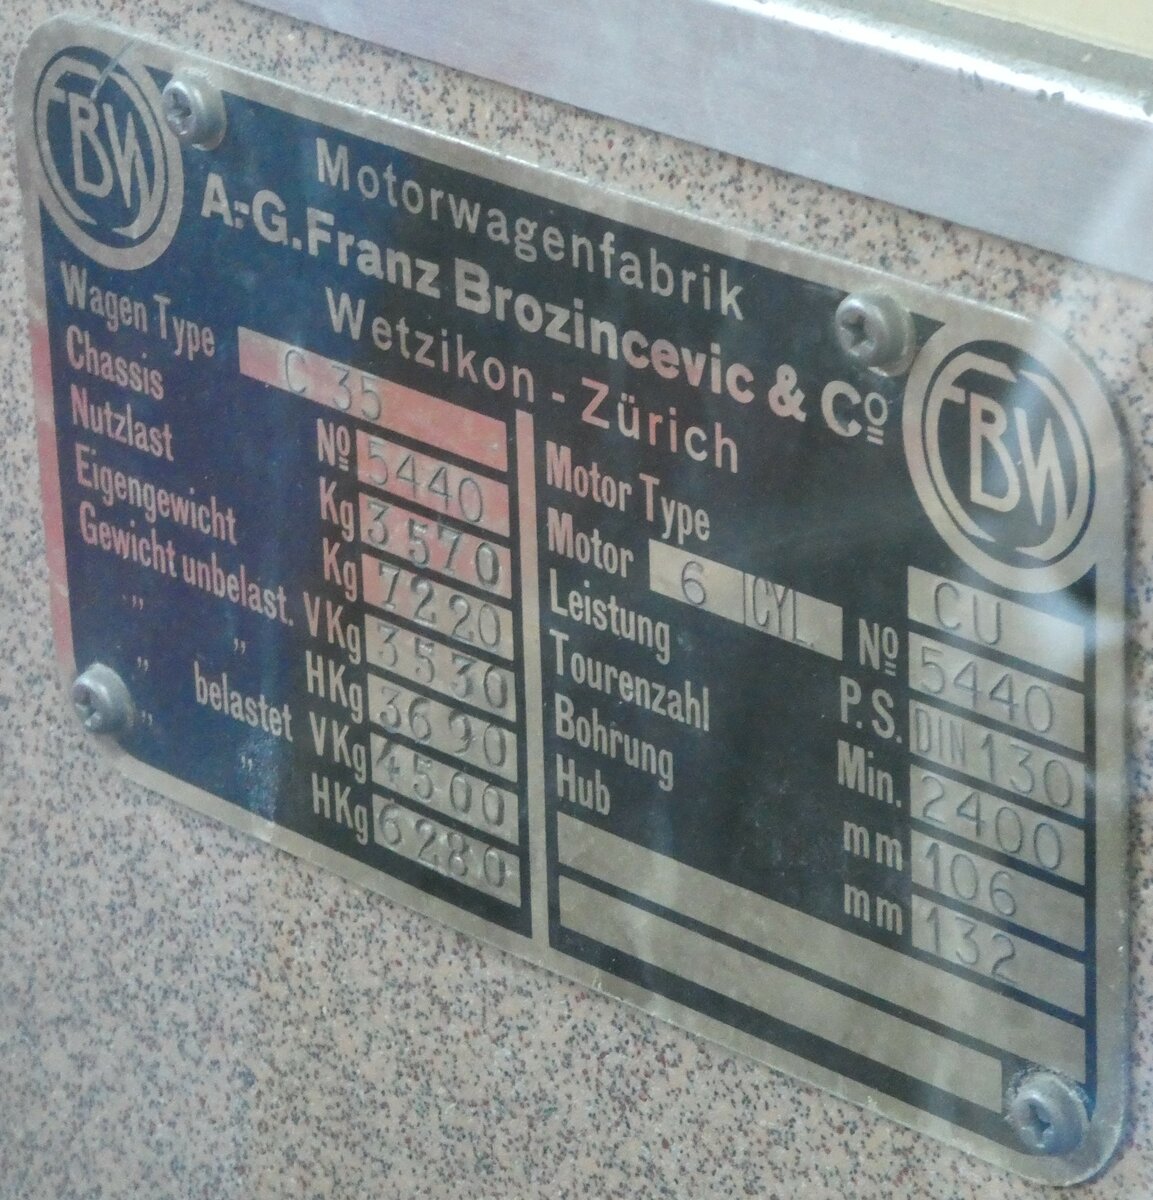 FBW
Motorwagenfabrik
A.-G. Franz Brozincevic & Co
Wetzikon - Zürich
FBW
Wagen Type C 35
Chassis No 5440
Nutzlast Kg 3570
Eigengewicht Kg 7220
Gewicht unbelast. VKg 3530
„ „ HKg 3690
„ belastet VKg 4500
„ „ HKg 6280
Motor Type CU
Motor 6 CYL. No 5440
Leistung P.S. DIN 130
Tourenzahl Min. 2400
Bohrung mm 106
Hub mm 132